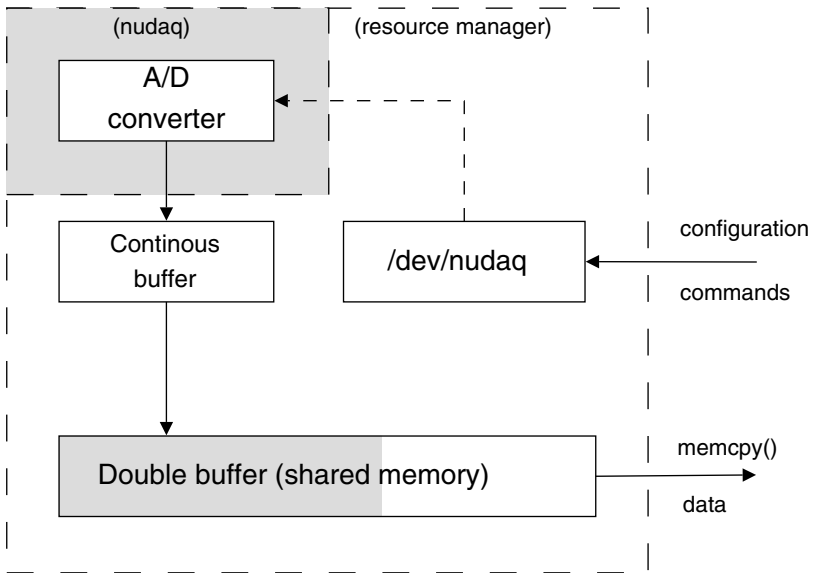 (nudaq)
(resource manager)
A/D
converter
Continous
buffer
/dev/nudaq
configuration
commands
Double buffer (shared memory)
memcpy()
data